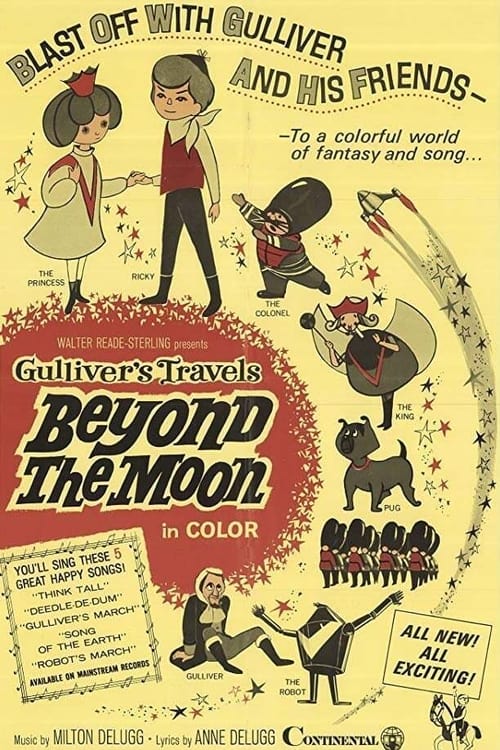 BLAST OFF WITH GULLIVER
AND HIS FRIENDS—
—To a colorful world
of fantasy and song...
THE
PRINCESS
RICKY
THE
COLONEL
WALTER READE-STERLING presents
Gulliver's Travels
BEYOND
THE MOON
in COLOR
THE
KING
PUG
YOU'LL SING THESE 5
GREAT HAPPY SONGS!
"THINK TALL"
"DEEDLE-DE-DUM"
"GULLIVER'S MARCH"
"SONG
OF THE EARTH"
"ROBOT'S MARCH"
AVAILABLE ON MAINSTREAM RECORDS
GULLIVER
THE
ROBOT
ALL NEW!
ALL
EXCITING!
Music by MILTON DELUGG • Lyrics by ANNE DELUGG CONTINENTAL